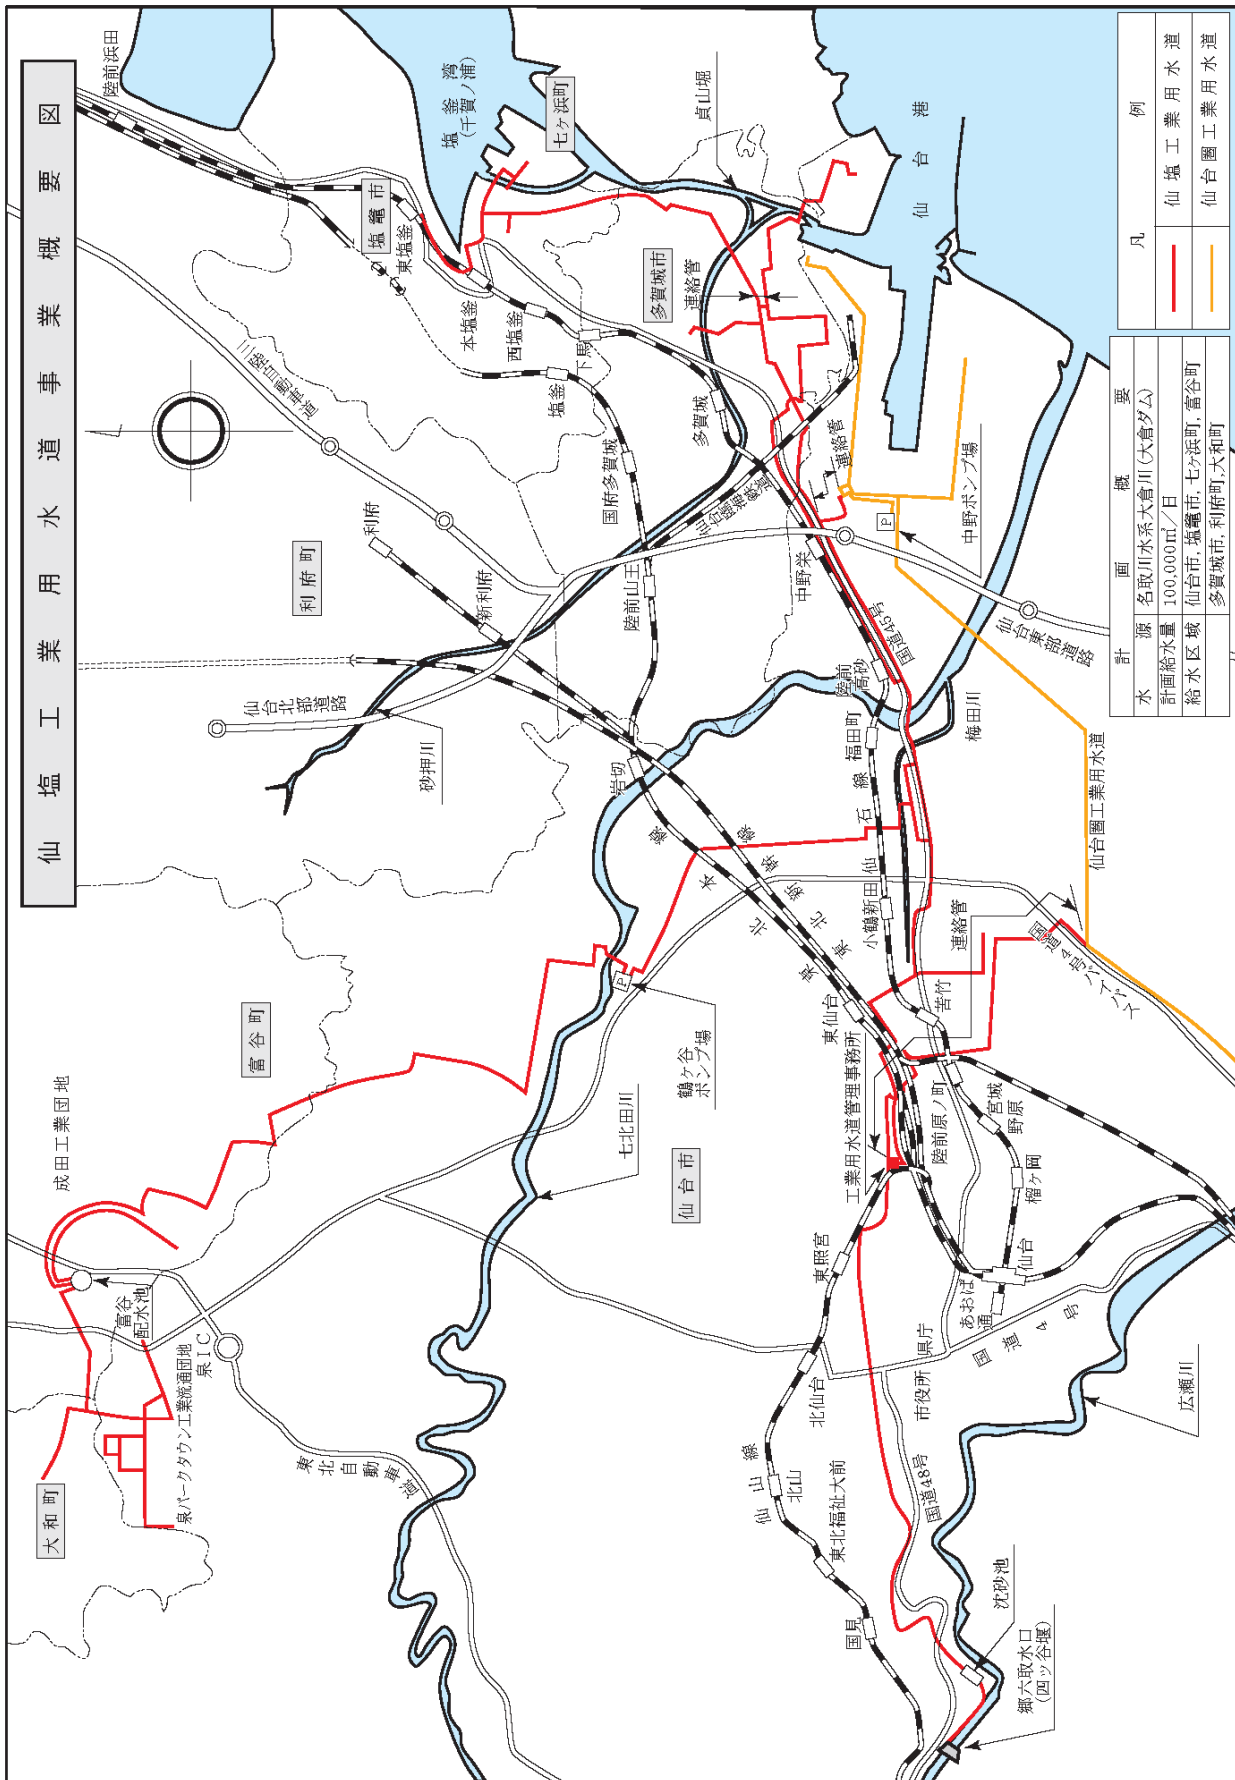 仙塩工業用水道事業概要図
陸前浜田
塩釜湾
(千賀ノ浦)
七ヶ浜町
貞山堀
仙台港
塩竈市
東塩釜
本塩釜
西塩釜
下馬
塩釜
多賀城市
連絡管
多賀城
国府多賀城
三陸自動車道
利府町
利府
新利府
陸前山王
仙台臨海鉄道
連絡管
中野栄
国道45号
中野ポンプ場
P
仙台東部道路
陸前高砂
福田町
梅田川
仙台北部道路
砂押川
岩切
仙石線
小鶴新田
仙台圏工業用水道
連絡管
国道4号バイパス
東北本線
東北新幹線
東仙台
苦竹
工業用水道管理事務所
陸前原ノ町
宮城野原
榴ヶ岡
仙台
あおば通
国道4号
富谷町
成田工業団地
富谷
配水池
P
鶴ヶ谷
ポンプ場
七北田川
仙台市
東照宮
北仙台
県庁
市役所
国道48号
広瀬川
泉IC
泉パークタウン工業流通団地
大和町
東北自動車道
仙山線
北山
東北福祉大前
国見
沈砂池
郷六取水口
(四ッ谷堰)
凡例
仙塩工業用水道
仙台圏工業用水道
計画概要
水源 名取川水系大倉川(大倉ダム)
計画給水量 100,000㎥/日
給水区域 仙台市,塩竈市,七ヶ浜町,富谷町
多賀城市,利府町,大和町